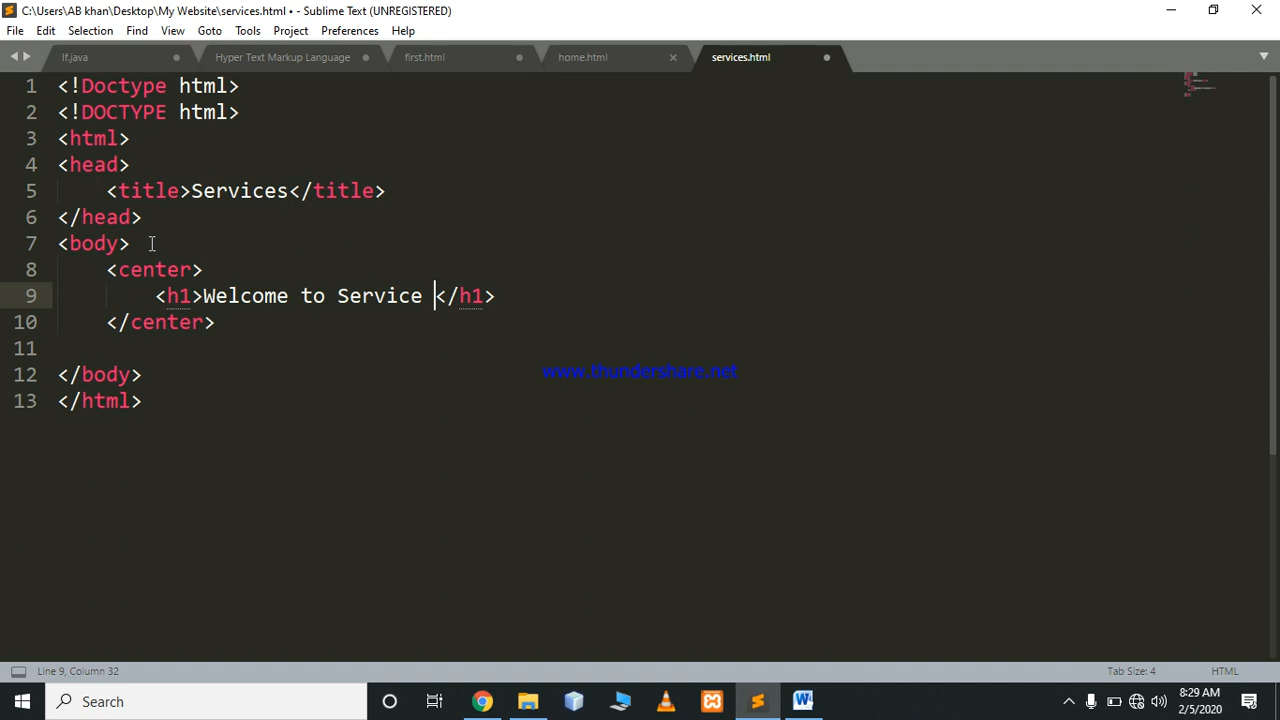 C:\Users\AB khan\Desktop\My Website\services.html • - Sublime Text (UNREGISTERED)
File Edit Selection Find View Goto Tools Project Preferences Help
If.java Hyper Text Markup Language first.html home.html services.html
1 <!Doctype html>
2 <!DOCTYPE html>
3 <html>
4 <head>
5 <title>Services</title>
6 </head>
7 <body>
8 <center>
9 <h1>Welcome to Service </h1>
10 </center>
11
www.thundershare.net
12 </body>
13 </html>
Line 9, Column 32 Tab Size: 4 HTML
Search
8:29 AM
2/5/2020